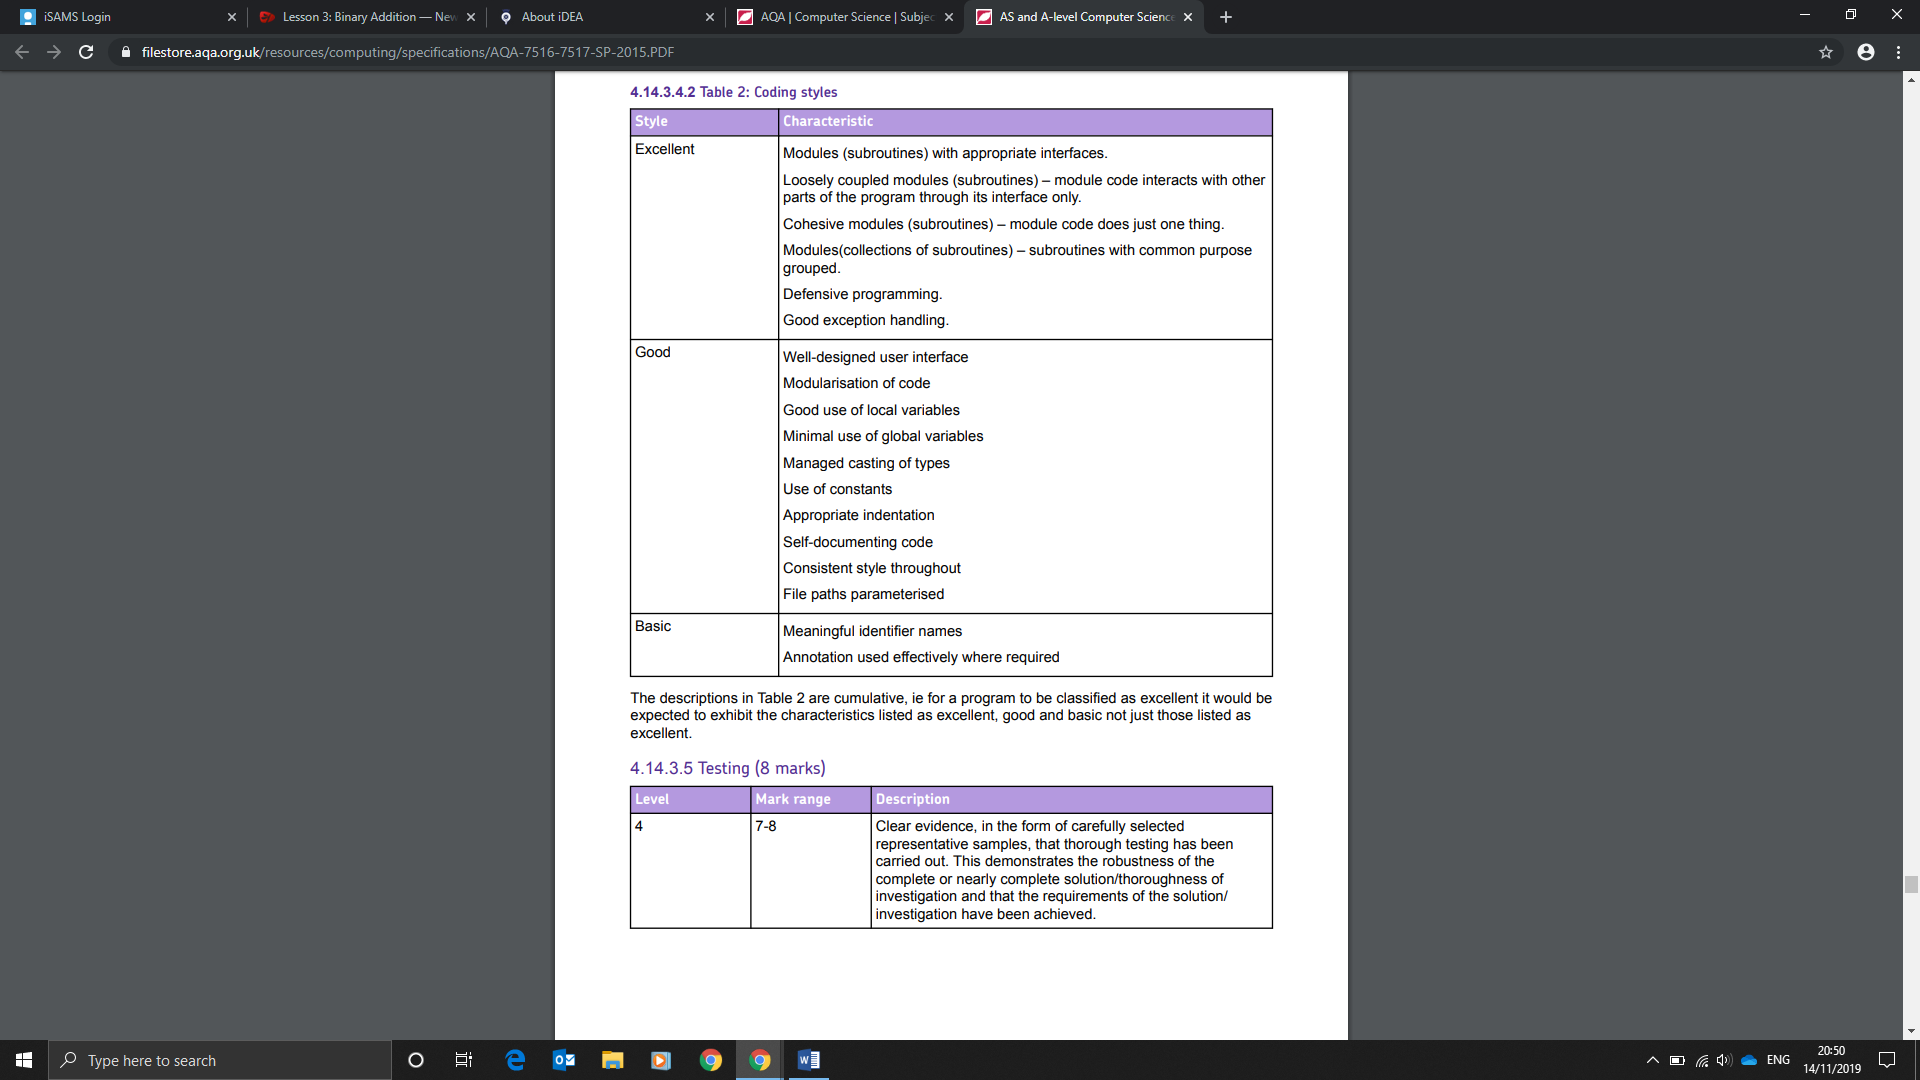 iSAMS Login
Lesson 3: Binary Addition — New
About iDEA
AQA | Computer Science | Subjec
AS and A-level Computer Science
filestore.aqa.org.uk/resources/computing/specifications/AQA-7516-7517-SP-2015.PDF
4.14.3.4.2 Table 2: Coding styles
Style Characteristic
Excellent Modules (subroutines) with appropriate interfaces.
Loosely coupled modules (subroutines) – module code interacts with other
parts of the program through its interface only.
Cohesive modules (subroutines) – module code does just one thing.
Modules(collections of subroutines) – subroutines with common purpose
grouped.
Defensive programming.
Good exception handling.
Good Well-designed user interface
Modularisation of code
Good use of local variables
Minimal use of global variables
Managed casting of types
Use of constants
Appropriate indentation
Self-documenting code
Consistent style throughout
File paths parameterised
Basic Meaningful identifier names
Annotation used effectively where required
The descriptions in Table 2 are cumulative, ie for a program to be classified as excellent it would be
expected to exhibit the characteristics listed as excellent, good and basic not just those listed as
excellent.
4.14.3.5 Testing (8 marks)
Level Mark range Description
4 7-8 Clear evidence, in the form of carefully selected
representative samples, that thorough testing has been
carried out. This demonstrates the robustness of the
complete or nearly complete solution/thoroughness of
investigation and that the requirements of the solution/
investigation have been achieved.
Type here to search
ENG
20:50
14/11/2019